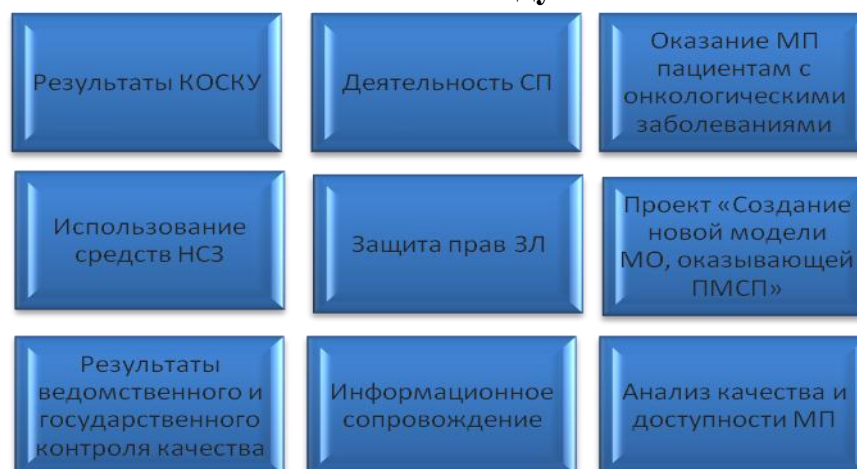 Результаты КОСКУ
Деятельность СП
Оказание МП
пациентам с
онкологическими
заболеваниями
Использование
средств НСЗ
Защита прав ЗЛ
Проект «Создание
новой модели
МО, оказывающей
ПМСП»
Результаты
ведомственного и
государственного
контроля качества
Информационное
сопровождение
Анализ качества и
доступности МП